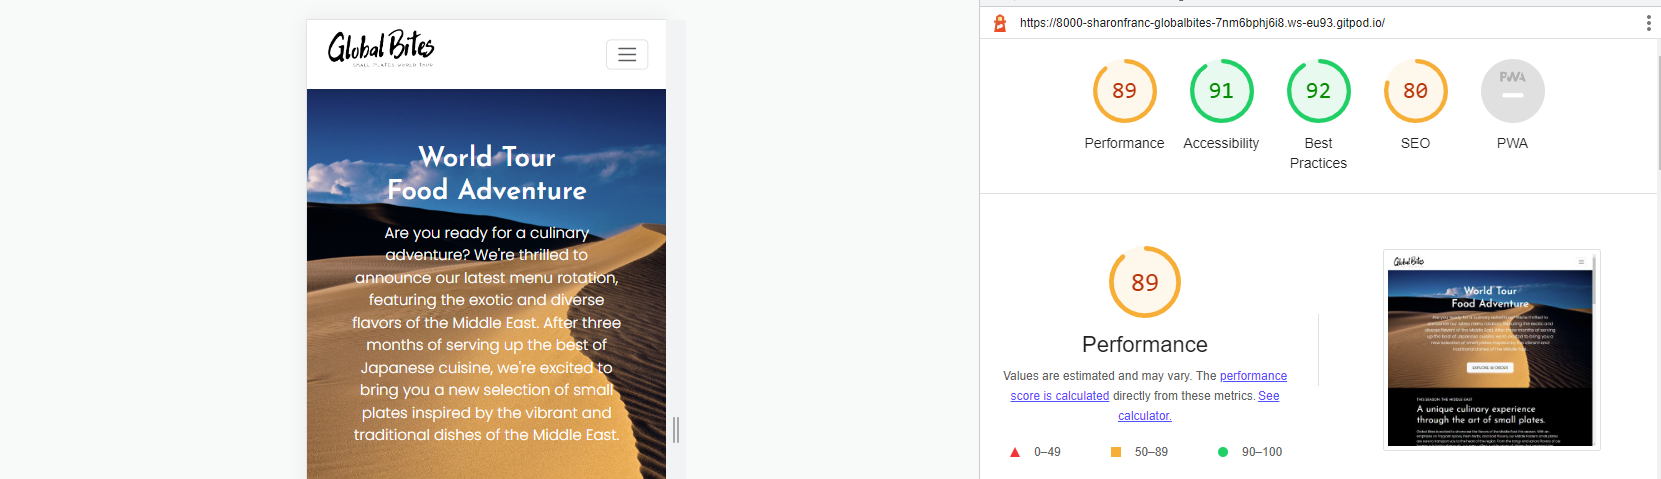 Global Bites
SMALL PLATES WORLD TOUR
World Tour
Food Adventure
Are you ready for a culinary
adventure? We're thrilled to
announce our latest menu rotation,
featuring the exotic and diverse
flavors of the Middle East. After three
months of serving up the best of
Japanese cuisine, we're excited to
bring you a new selection of small
plates inspired by the vibrant and
traditional dishes of the Middle East.
https://8000-sharonfranc-globalbites-7nm6bphj6i8.ws-eu93.gitpod.io/
89
91
92
80
PWA
Performance
Accessibility
Best
Practices
SEO
PWA
89
Performance
Values are estimated and may vary. The performance
score is calculated directly from these metrics. See
calculator.
0–49
50–89
90–100
Global Bites
World Tour
Food Adventure
EXPLORE & ORDER
THIS SEASON: THE MIDDLE EAST
A unique culinary experience
through the art of small plates.